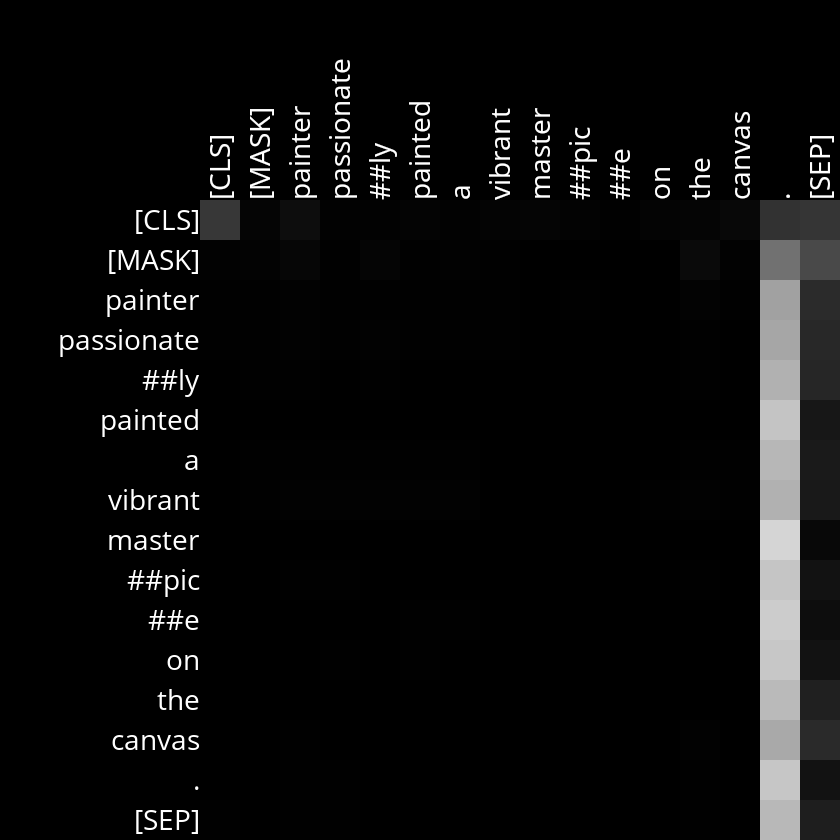 [CLS] [MASK] painter passionate ##ly painted a vibrant master ##pic ##e on the canvas . [SEP]
[CLS]
[MASK]
painter
passionate
##ly
painted
a
vibrant
master
##pic
##e
on
the
canvas
.
[SEP]